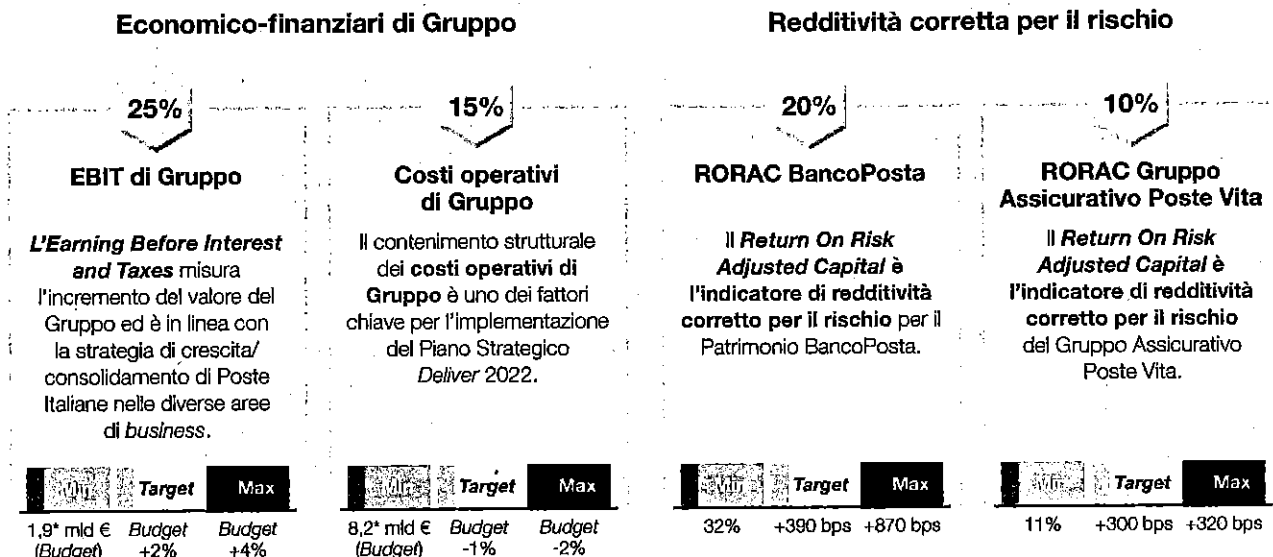 Economico-finanziari di Gruppo
Redditività corretta per il rischio
25%
EBIT di Gruppo
L'Earning Before Interest
and Taxes misura
l'incremento del valore del
Gruppo ed è in linea con
la strategia di crescita/
consolidamento di Poste
Italiane nelle diverse aree
di business.
Min
Target
Max
1,9* mld €
(Budget)
Budget
+2%
Budget
+4%
15%
Costi operativi
di Gruppo
Il contenimento strutturale
dei costi operativi di
Gruppo è uno dei fattori
chiave per l'implementazione
del Piano Strategico
Deliver 2022.
Min
Target
Max
8,2* mld €
(Budget)
Budget
-1%
Budget
-2%
20%
RORAC BancoPosta
Il Return On Risk
Adjusted Capital è
l'indicatore di redditività
corretto per il rischio per il
Patrimonio BancoPosta.
Min
Target
Max
32%
+390 bps
+870 bps
10%
RORAC Gruppo
Assicurativo Poste Vita
Il Return On Risk
Adjusted Capital è
l'indicatore di redditività
corretto per il rischio
del Gruppo Assicurativo
Poste Vita.
Min
Target
Max
11%
+300 bps
+320 bps